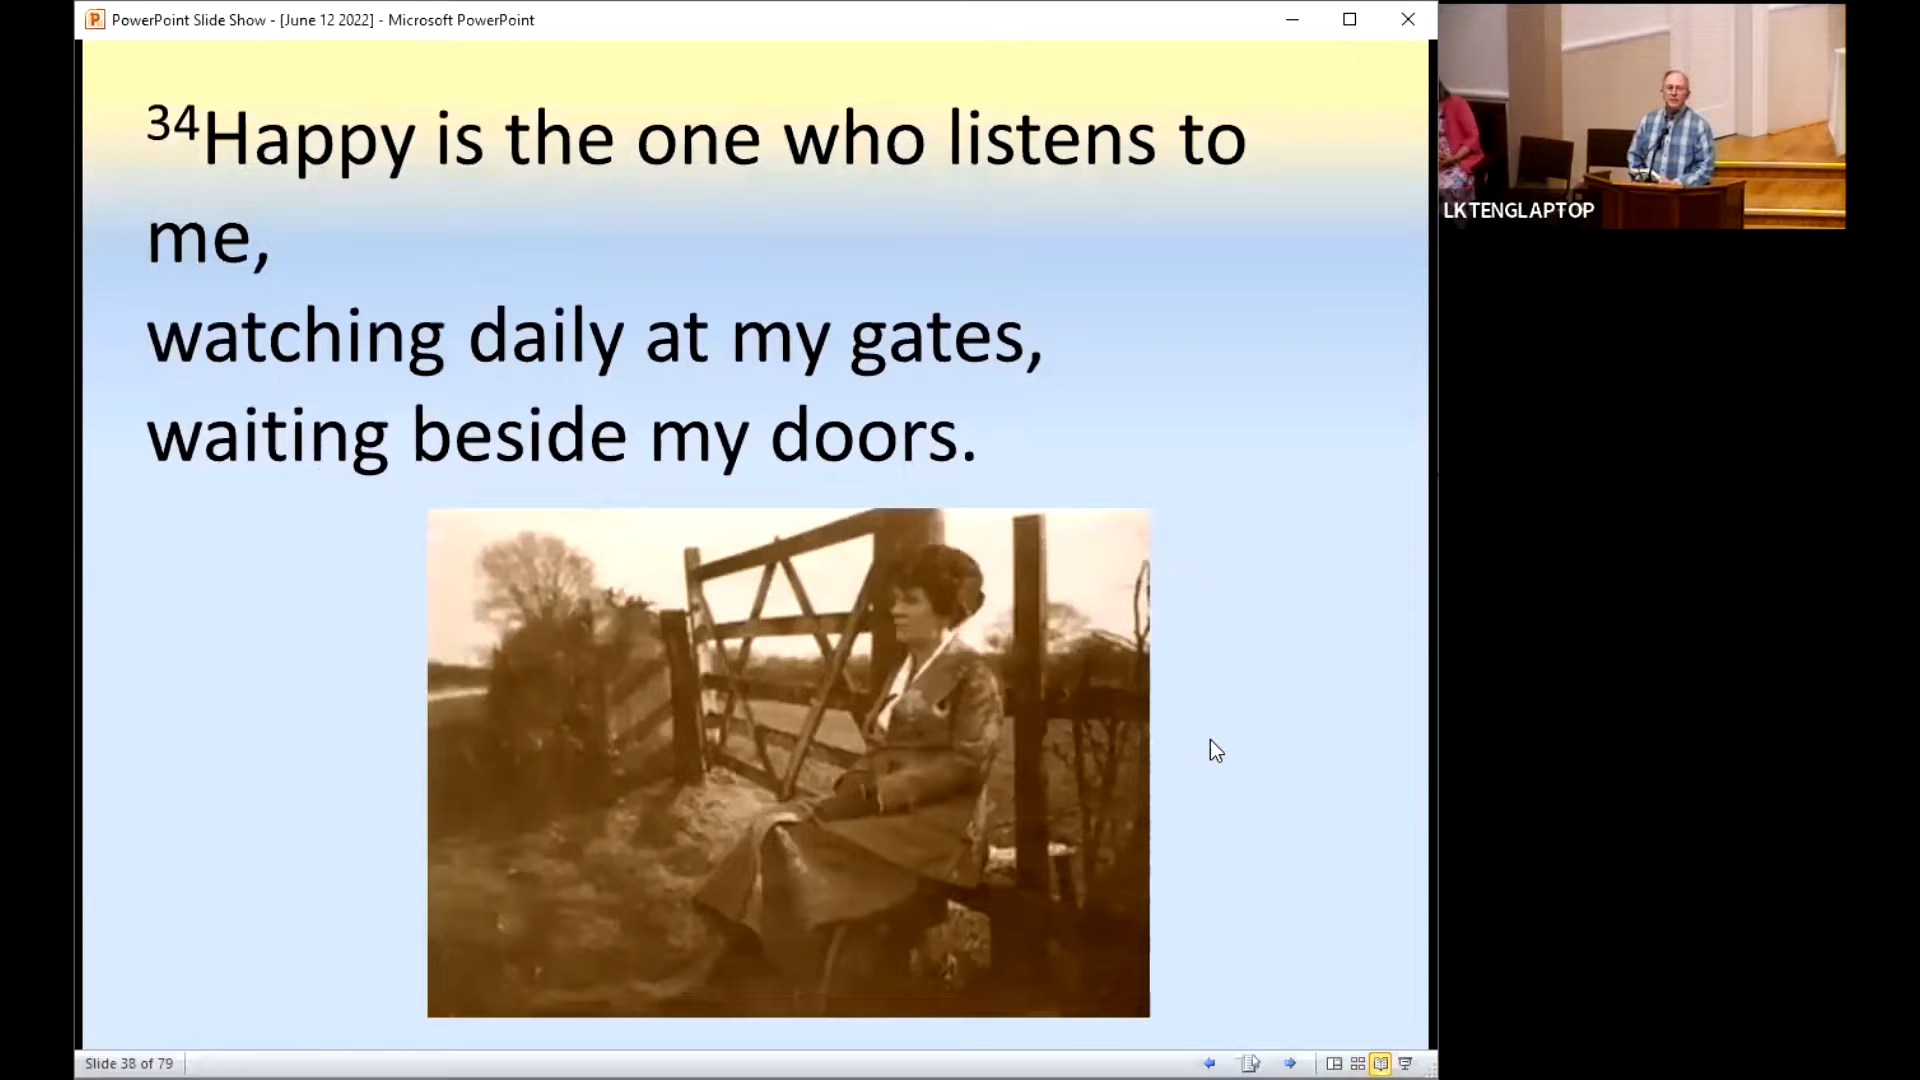 PowerPoint Slide Show - [June 12 2022] - Microsoft PowerPoint
34Happy is the one who listens to
me,
watching daily at my gates,
waiting beside my doors.
LKTENGLAPTOP
Slide 38 of 79